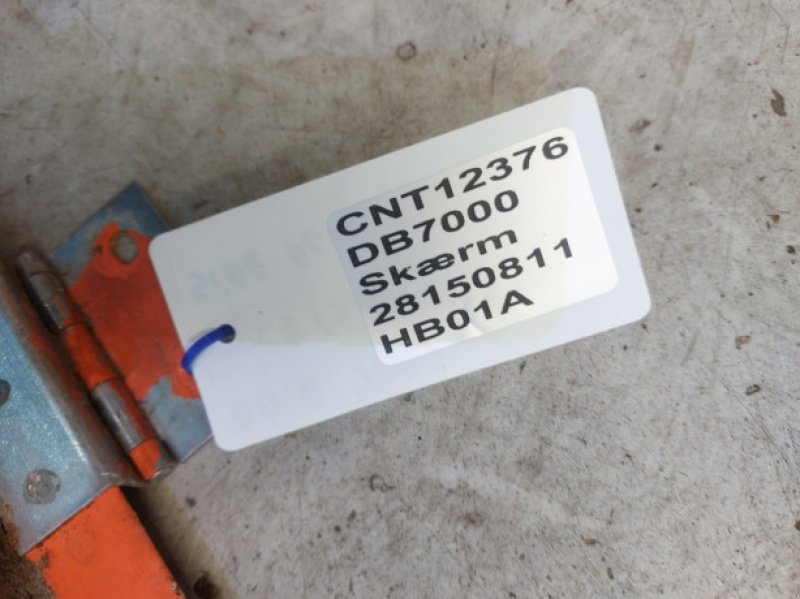 CNT12376
DB7000
Skærm
28150811
HB01A